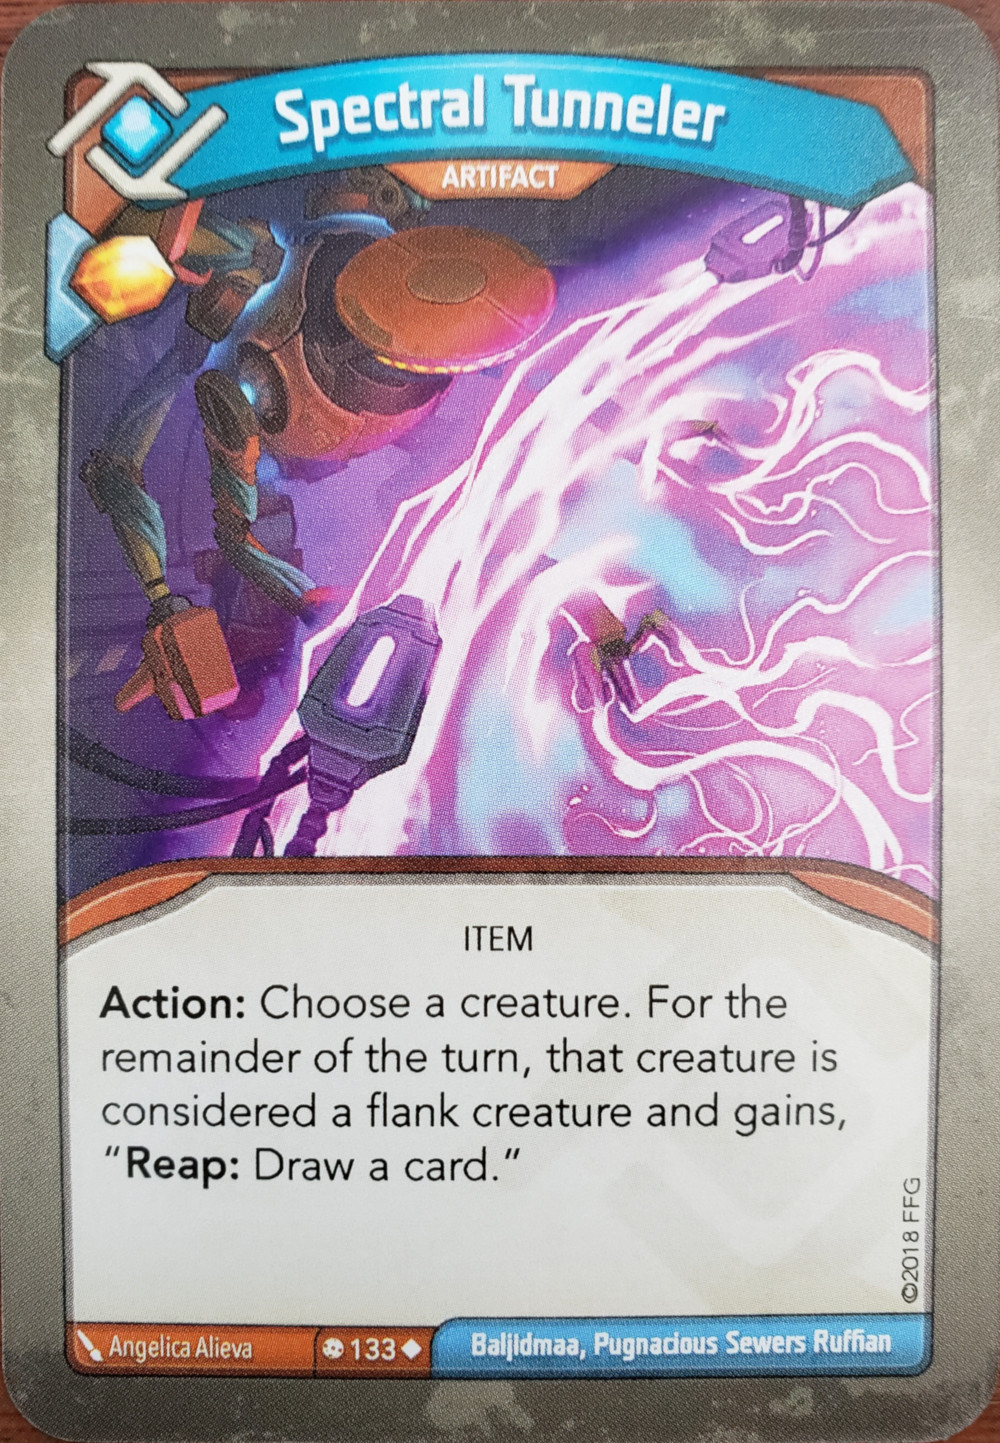 Spectral Tunneler
ARTIFACT
ITEM
Action: Choose a creature. For the
remainder of the turn, that creature is
considered a flank creature and gains,
“Reap: Draw a card.”
©2018 FFG
Angelica Alieva
133
Baljldmaa, Pugnacious Sewers Ruffian